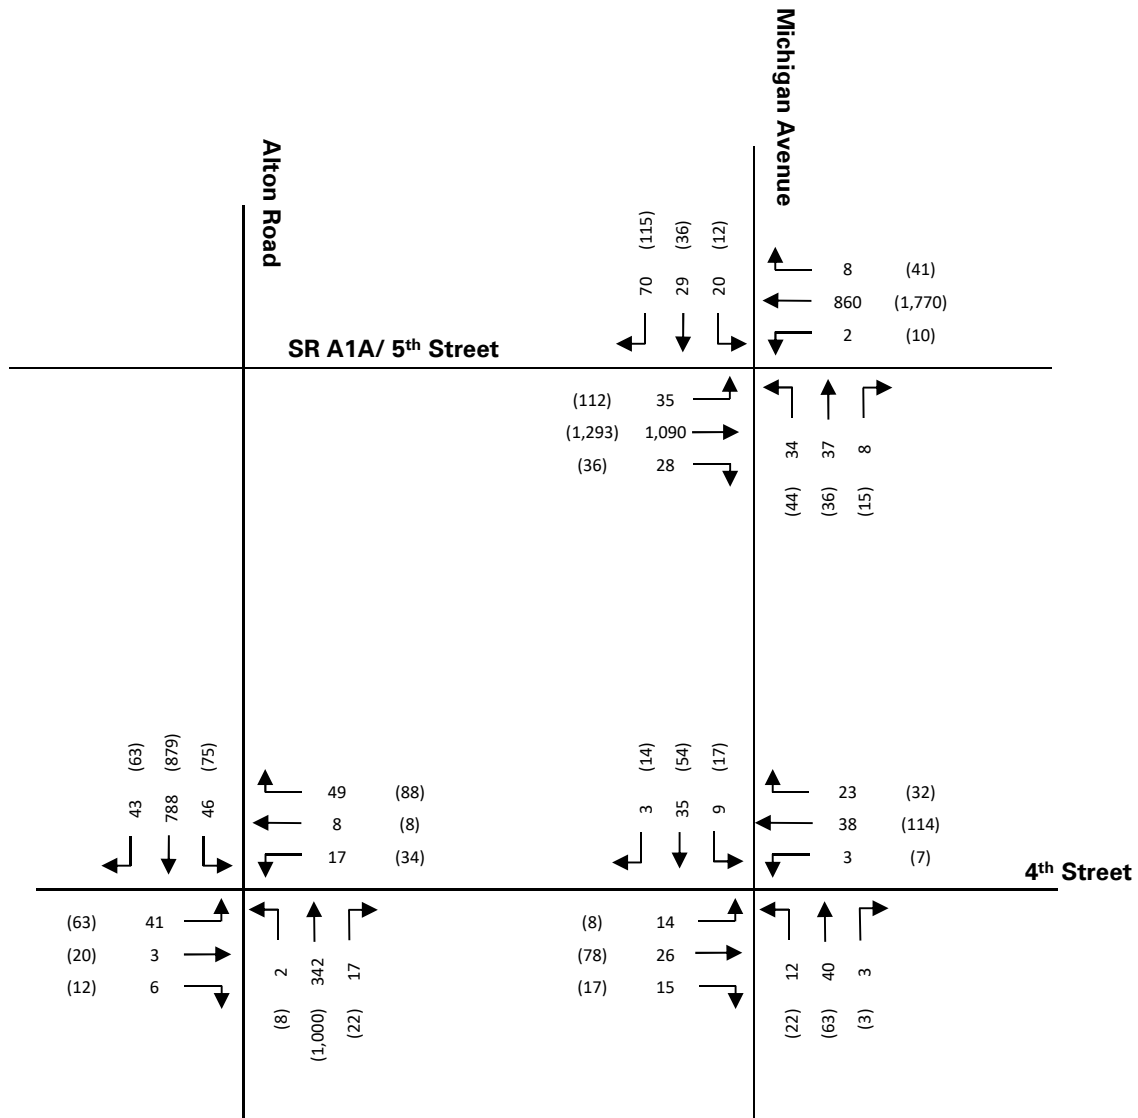 Michigan Avenue
Alton Road
(115) (36) (12)
70 29 20
8 (41)
860 (1,770)
2 (10)
SR A1A/ 5th Street
(112) 35
(1,293) 1,090
(36) 28
34 37 8
(44) (36) (15)
(63) (879) (75)
43 788 46
49 (88)
8 (8)
17 (34)
(14) (54) (17)
3 35 9
23 (32)
38 (114)
3 (7)
4th Street
(63) 41
(20) 3
(12) 6
2 342 17
(8) (1,000) (22)
(8) 14
(78) 26
(17) 15
12 40 3
(22) (63) (3)